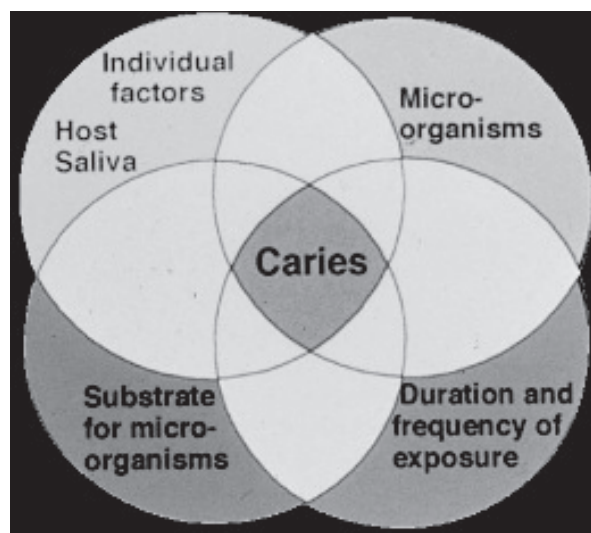 Individual
factors
Host
Saliva
Micro-
organisms
Caries
Substrate
for micro-
organisms
Duration and
frequency of
exposure